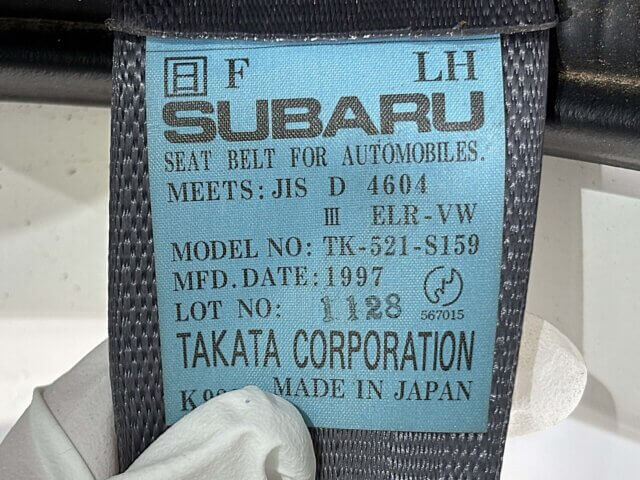 日 F LH
SUBARU
SEAT BELT FOR AUTOMOBILES.
MEETS: JIS D 4604
III ELR-VW
MODEL NO: TK-521-S159
MFD. DATE: 1997
LOT NO: 1128
567015
TAKATA CORPORATION
MADE IN JAPAN